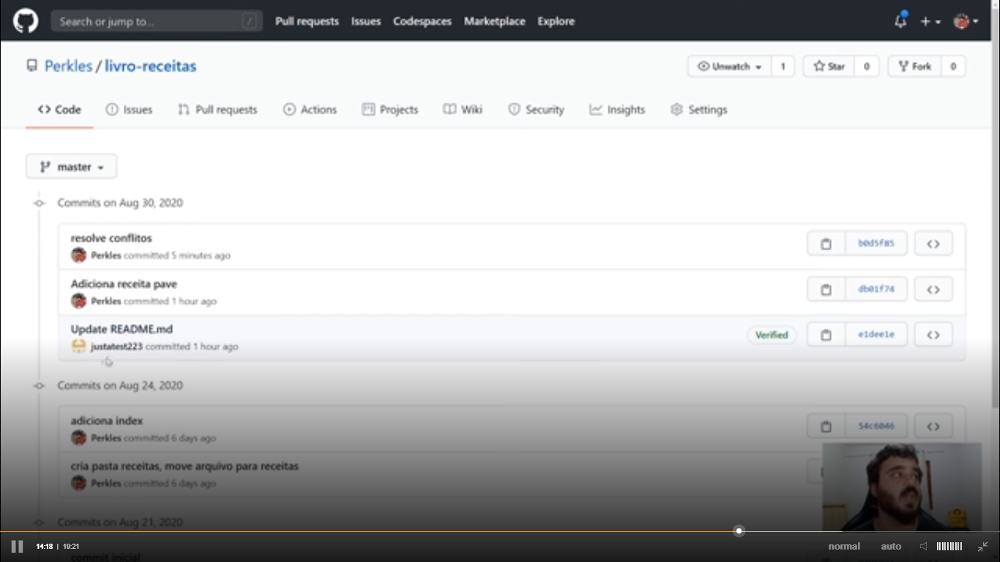 Search or jump to... / Pull requests Issues Codespaces Marketplace Explore
Perkles / livro-receitas Unwatch 1 Star 0 Fork 0
Code Issues Pull requests Actions Projects Wiki Security Insights Settings
master
Commits on Aug 30, 2020
resolve conflitos
Perkles committed 5 minutes ago
b0d5f85
Adiciona receita pave
Perkles committed 1 hour ago
db01f74
Update README.md
justatest223 committed 1 hour ago
Verified e1dee1e
Commits on Aug 24, 2020
adiciona index
Perkles committed 6 days ago
54c6046
cria pasta receitas, move arquivo para receitas
Perkles committed 6 days ago
Commits on Aug 21, 2020
14:18 | 19:21 normal auto
commit inicial